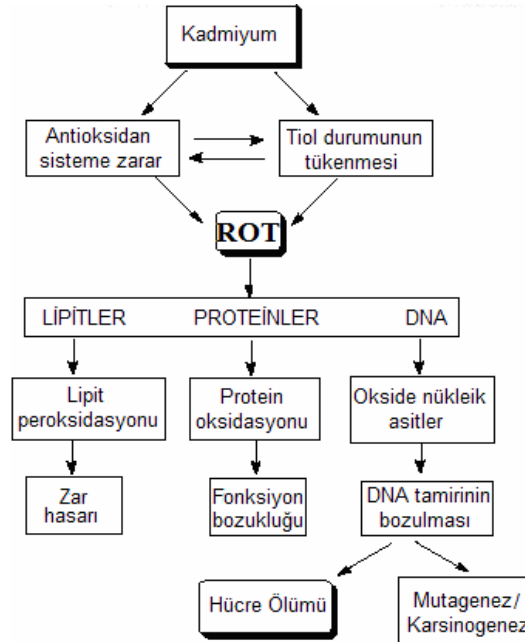 Kadmiyum
Antioksidan
sisteme zarar
Tiol durumunun
tükenmesi
ROT
LİPİTLER PROTEİNLER DNA
Lipit
peroksidasyonu
Protein
oksidasyonu
Okside nükleik
asitler
Zar
hasarı
Fonksiyon
bozukluğu
DNA tamirinin
bozulması
Hücre Ölümü
Mutagenez/
Karsinogenez